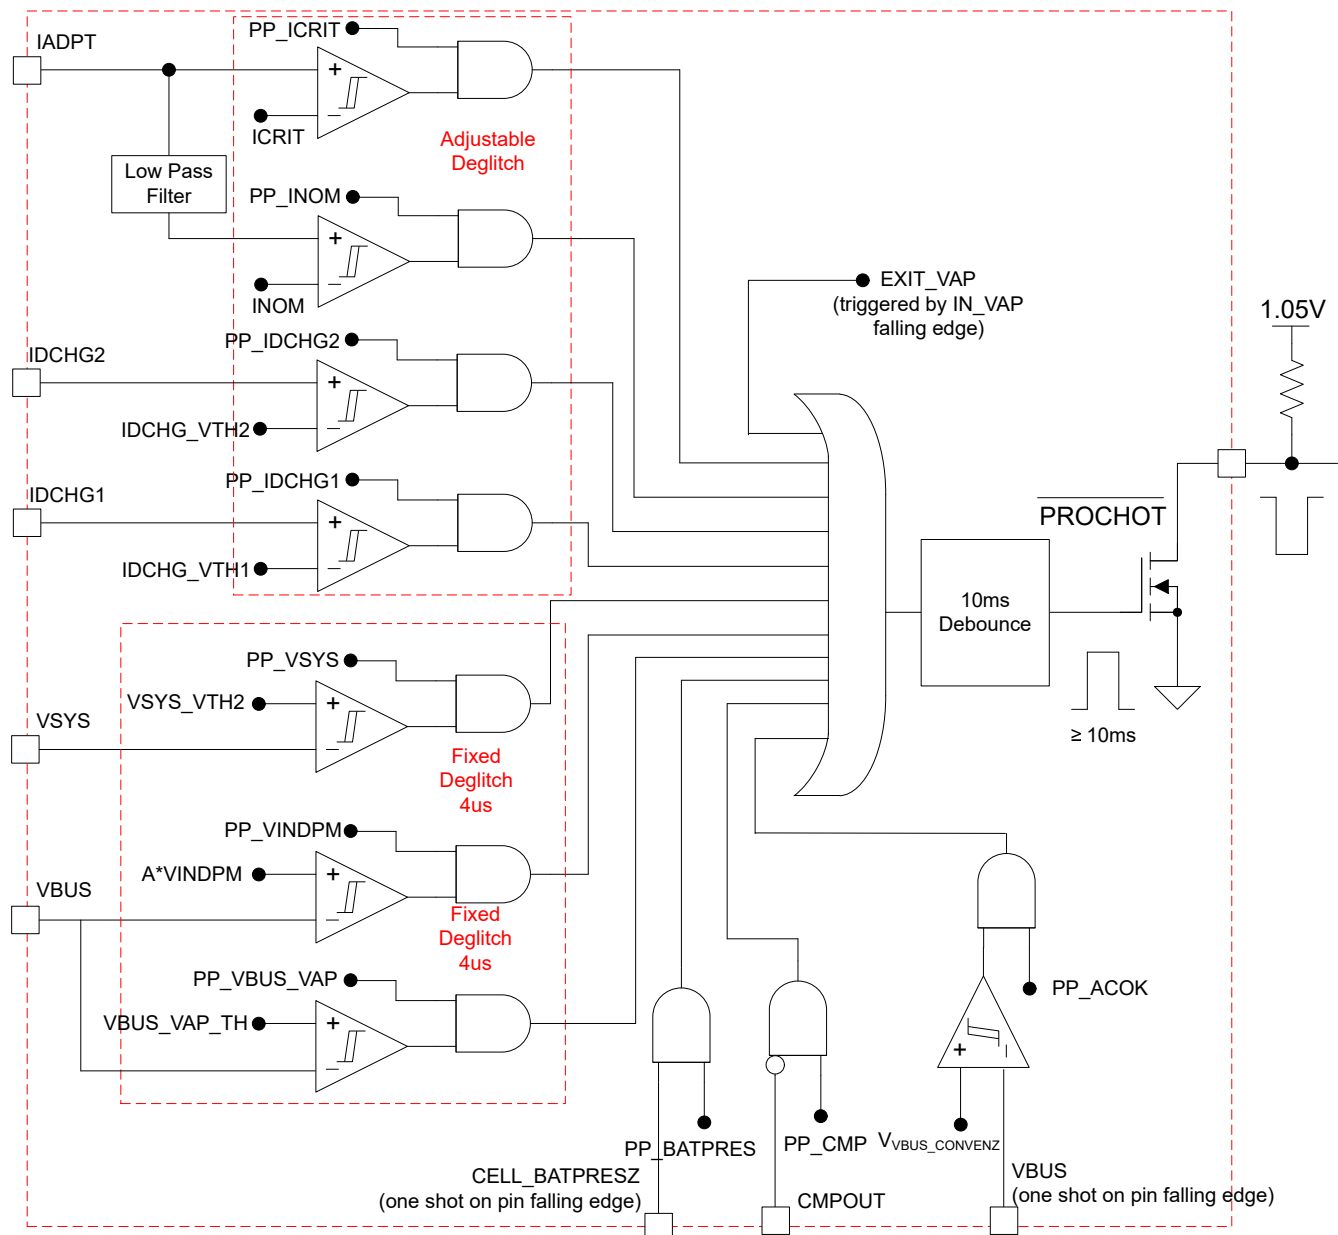 PP_ICRIT
IADPT
+
−
ICRIT
Adjustable
Deglitch
Low Pass
Filter
PP_INOM
+
−
INOM
EXIT_VAP
(triggered by IN_VAP
falling edge)
1.05V
PP_IDCHG2
IDCHG2
+
IDCHG_VTH2
−
PP_IDCHG1
IDCHG1
+
IDCHG_VTH1
−
PROCHOT
10ms
Debounce
≥ 10ms
PP_VSYS
VSYS_VTH2
+
VSYS
−
Fixed
Deglitch
4us
PP_VINDPM
A*VINDPM
+
VBUS
−
Fixed
Deglitch
4us
PP_VBUS_VAP
VBUS_VAP_TH
+
−
PP_ACOK
+
−
PP_BATPRES
PP_CMP
VVBUS_CONVENZ
CELL_BATPRESZ
(one shot on pin falling edge)
CMPOUT
VBUS
(one shot on pin falling edge)